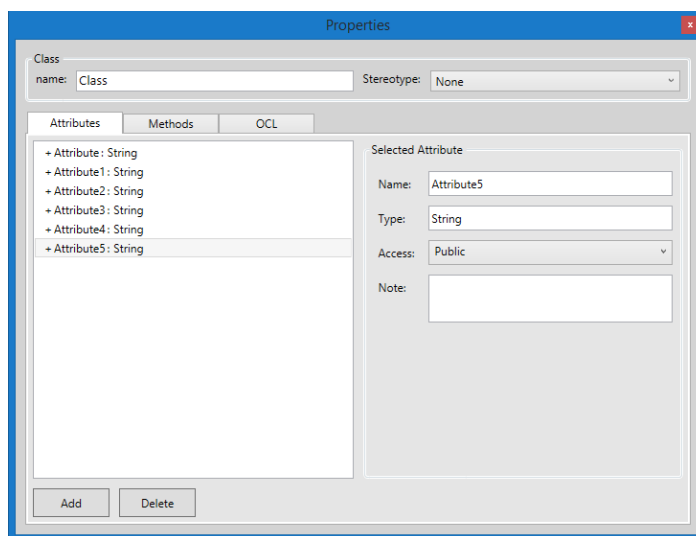 Properties
x
Class
name: Class Stereotype: None
Attributes Methods OCL
+ Attribute : String
+ Attribute1 : String
+ Attribute2 : String
+ Attribute3 : String
+ Attribute4 : String
+ Attribute5 : String
Selected Attribute
Name: Attribute5
Type: String
Access: Public
Note:
Add Delete